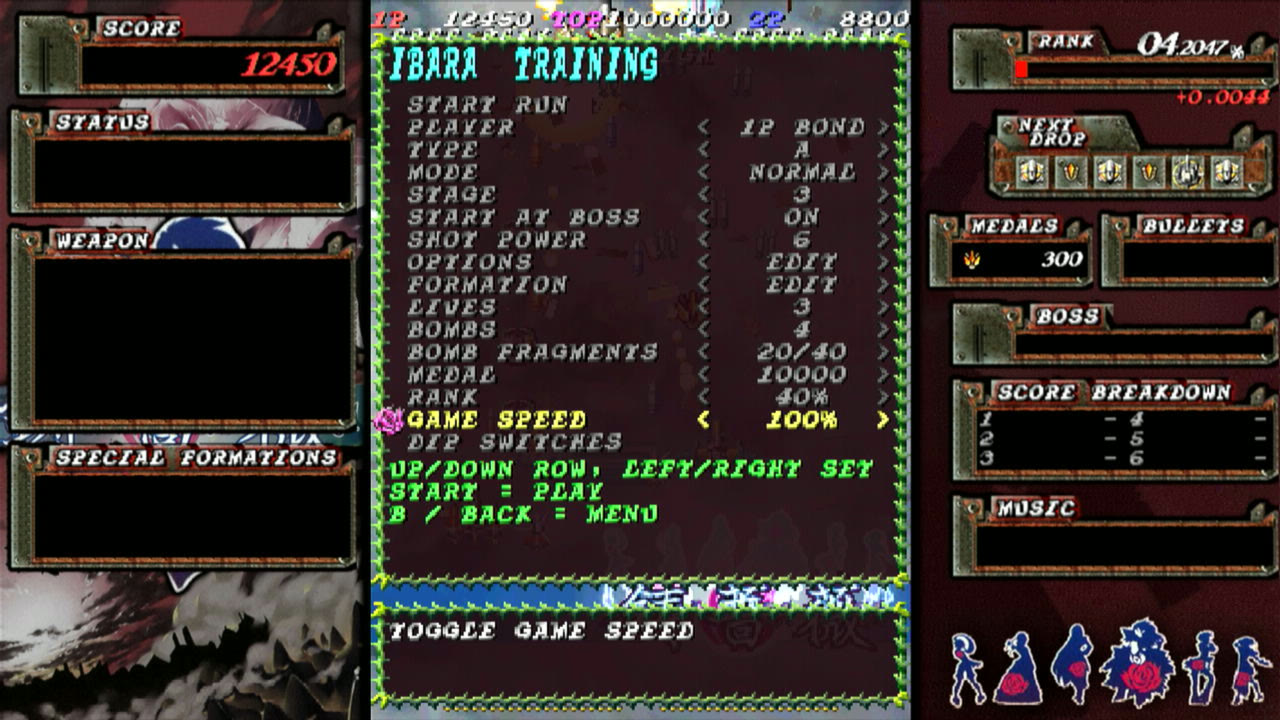 1P 12450 TOP 1000000 2P 8800
SCORE
12450
STATUS
WEAPON
SPECIAL FORMATIONS
IBARA TRAINING
START RUN
PLAYER < 1P BOND >
TYPE < A >
MODE < NORMAL >
STAGE < 3 >
START AT BOSS < ON >
SHOT POWER < 6 >
OPTIONS < EDIT >
FORMATION < EDIT >
LIVES < 3 >
BOMBS < 4 >
BOMB FRAGMENTS < 20/40 >
MEDAL < 10000 >
RANK < 40% >
GAME SPEED < 100% >
DIP SWITCHES
UP/DOWN ROW, LEFT/RIGHT SET
START = PLAY
B / BACK = MENU
TOGGLE GAME SPEED
RANK 04.2047%
+0.0044
NEXT
DROP
MEDALS
300
BULLETS
BOSS
SCORE BREAKDOWN
1 - 4 -
2 - 5 -
3 - 6 -
MUSIC